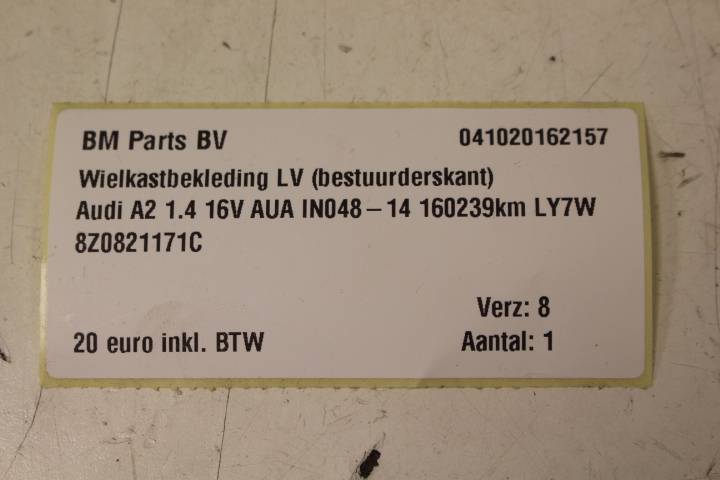 BM Parts BV 041020162157
Wielkastbekleding LV (bestuurderskant)
Audi A2 1.4 16V AUA IN048-14 160239km LY7W
8Z0821171C
Verz: 8
20 euro inkl. BTW Aantal: 1